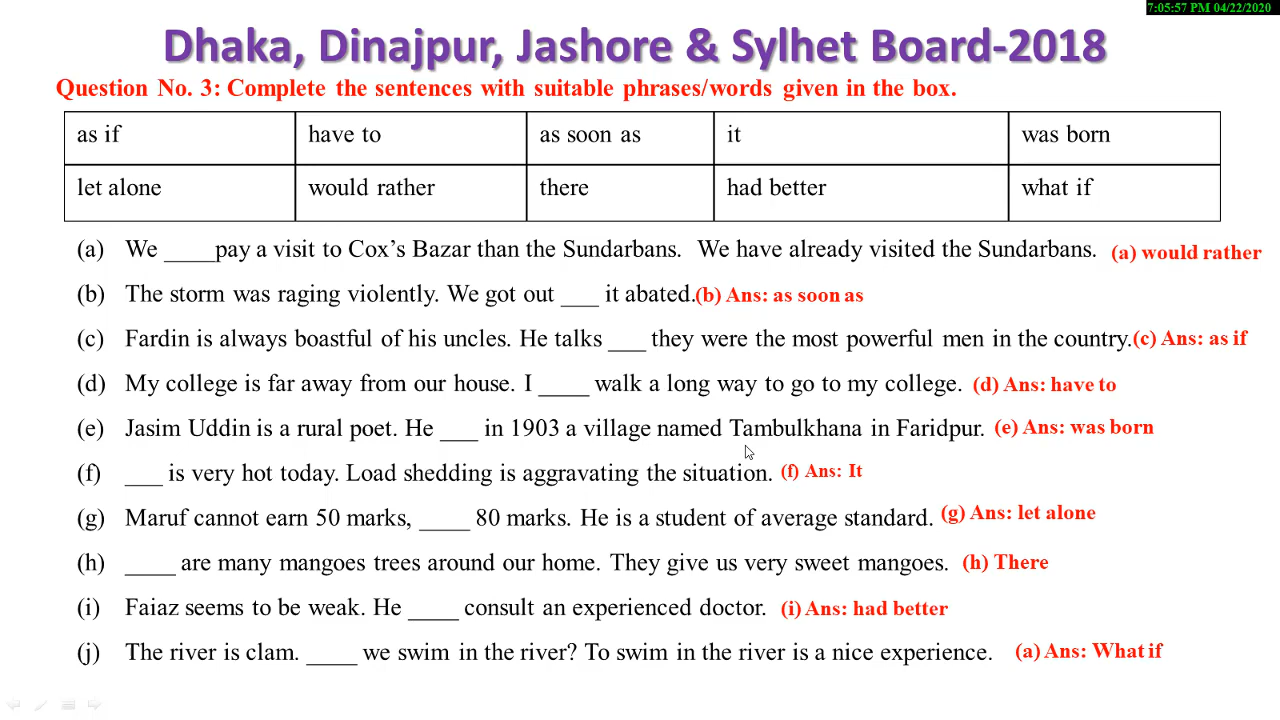 7:05:57 PM 04/22/2020
Dhaka, Dinajpur, Jashore & Sylhet Board-2018
Question No. 3: Complete the sentences with suitable phrases/words given in the box.
as if have to as soon as it was born
let alone would rather there had better what if
(a) We ____pay a visit to Cox's Bazar than the Sundarbans. We have already visited the Sundarbans. (a) would rather
(b) The storm was raging violently. We got out ___ it abated.(b) Ans: as soon as
(c) Fardin is always boastful of his uncles. He talks ___ they were the most powerful men in the country.(c) Ans: as if
(d) My college is far away from our house. I ____ walk a long way to go to my college. (d) Ans: have to
(e) Jasim Uddin is a rural poet. He ___ in 1903 a village named Tambulkhana in Faridpur. (e) Ans: was born
(f) ___ is very hot today. Load shedding is aggravating the situation. (f) Ans: It
(g) Maruf cannot earn 50 marks, ____ 80 marks. He is a student of average standard. (g) Ans: let alone
(h) ____ are many mangoes trees around our home. They give us very sweet mangoes. (h) There
(i) Faiaz seems to be weak. He ____ consult an experienced doctor. (i) Ans: had better
(j) The river is clam. ____ we swim in the river? To swim in the river is a nice experience. (a) Ans: What if